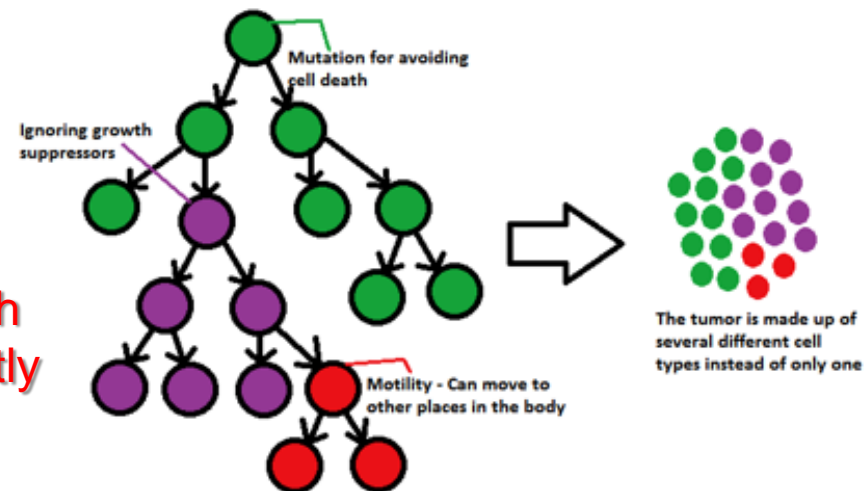 Mutation for avoiding
cell death
Ignoring growth
suppressors
Motility - Can move to
other places in the body
The tumor is made up of
several different cell
types instead of only one